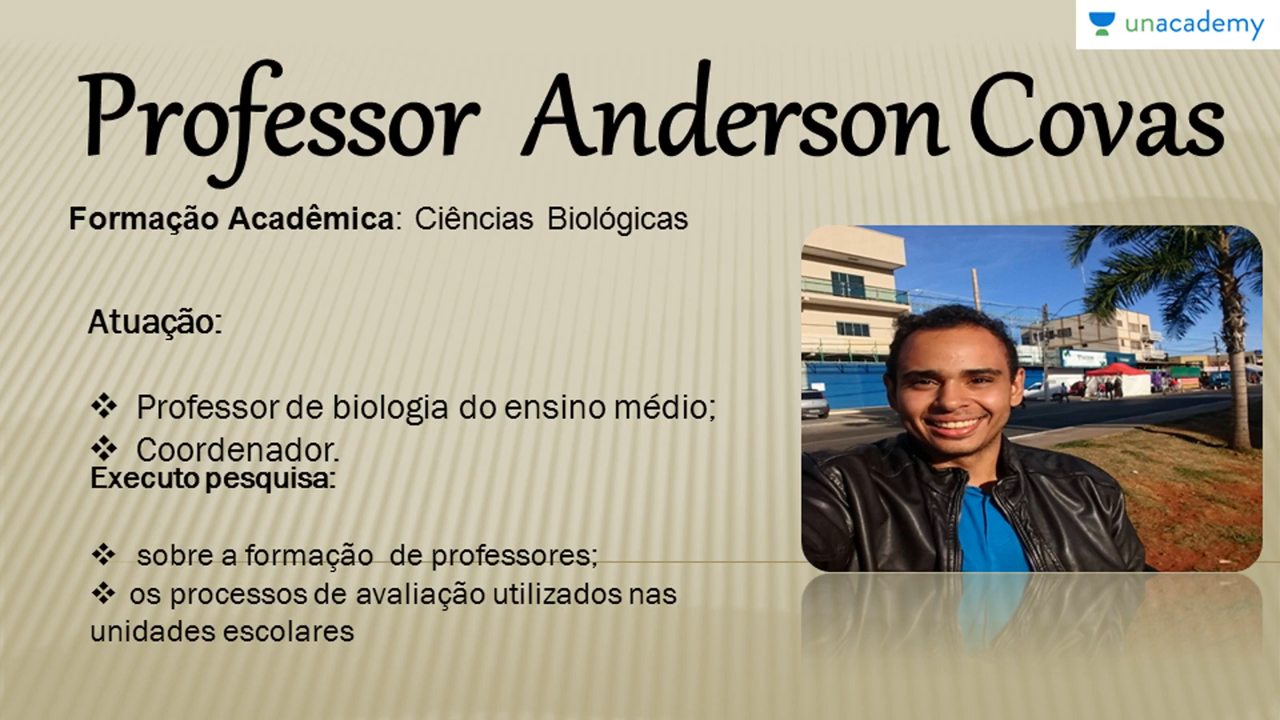 unacademy
Professor Anderson Covas
Formação Acadêmica: Ciências Biológicas
Atuação:
❖ Professor de biologia do ensino médio;
❖ Coordenador.
Executo pesquisa:
❖ sobre a formação de professores;
❖ os processos de avaliação utilizados nas
unidades escolares